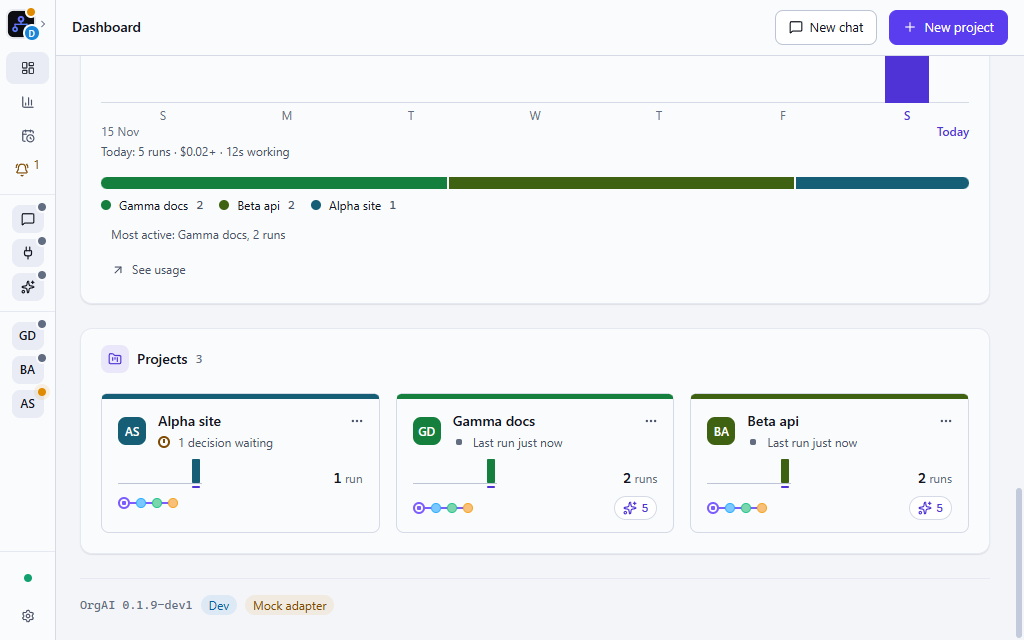 D
Dashboard
New chat
New project
1
S M T W T F S
15 Nov
Today
Today: 5 runs · $0.02+ · 12s working
Gamma docs 2 Beta api 2 Alpha site 1
Most active: Gamma docs, 2 runs
See usage
GD
BA
AS
Projects 3
AS
Alpha site
1 decision waiting
1 run
GD
Gamma docs
Last run just now
2 runs
5
BA
Beta api
Last run just now
2 runs
5
OrgAI 0.1.9-dev1 Dev Mock adapter